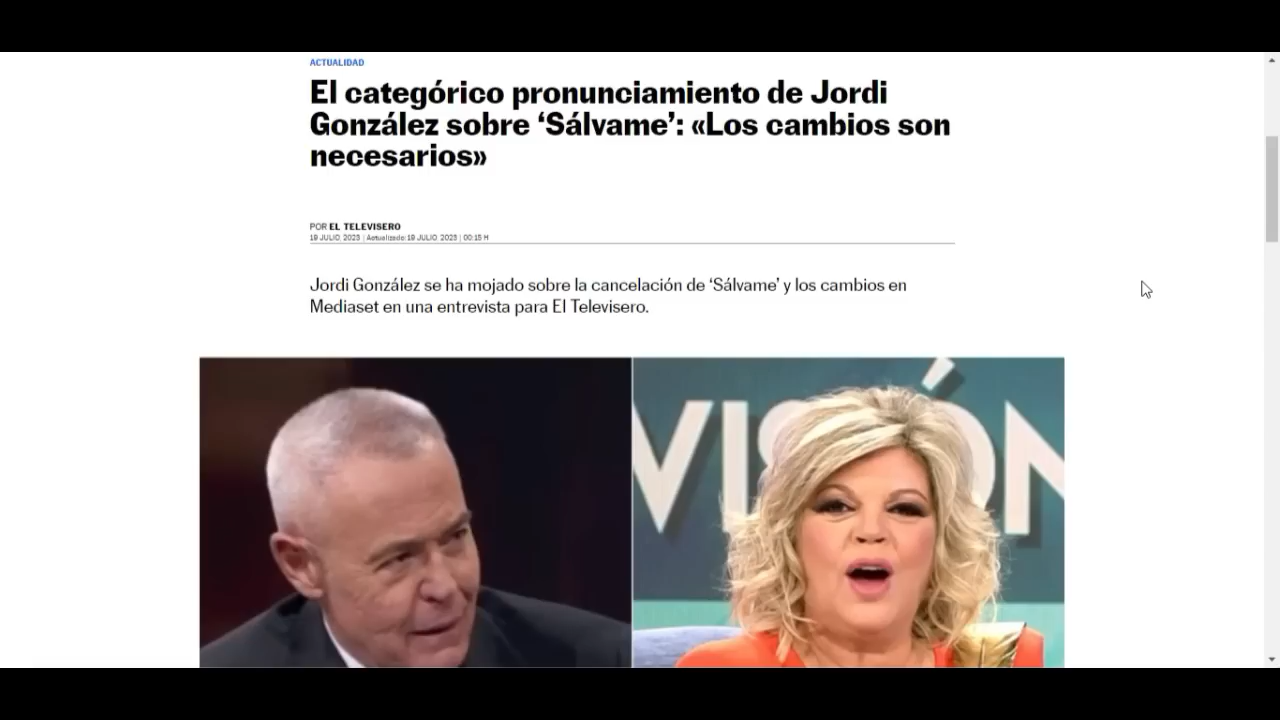 ACTUALIDAD
El categórico pronunciamiento de Jordi
González sobre ‘Sálvame’: «Los cambios son
necesarios»
POR EL TELEVISERO
19 JULIO, 2023 | Actualizado: 19 JULIO, 2023 | 00:15 H
Jordi González se ha mojado sobre la cancelación de ‘Sálvame’ y los cambios en
Mediaset en una entrevista para El Televisero.
VISIÓN